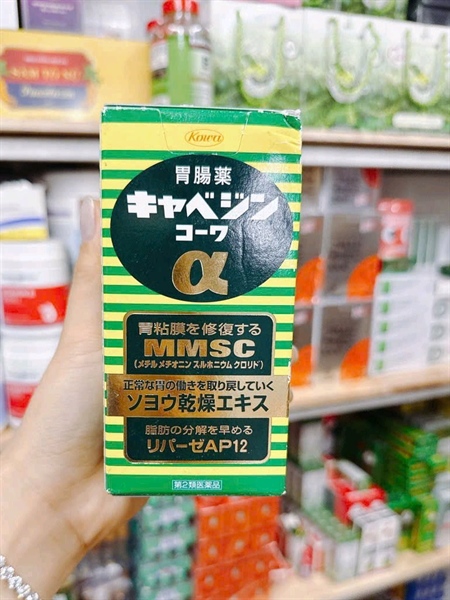 Kowa
胃腸薬
キャベジン
コーワ
α
胃粘膜を修復する
MMSC
(メチルメチオニンスルホニウムクロリド)
正常な胃の働きを取り戻していく
ソヨウ乾燥エキス
脂肪の分解を早める
リパーゼAP12
第2類医薬品